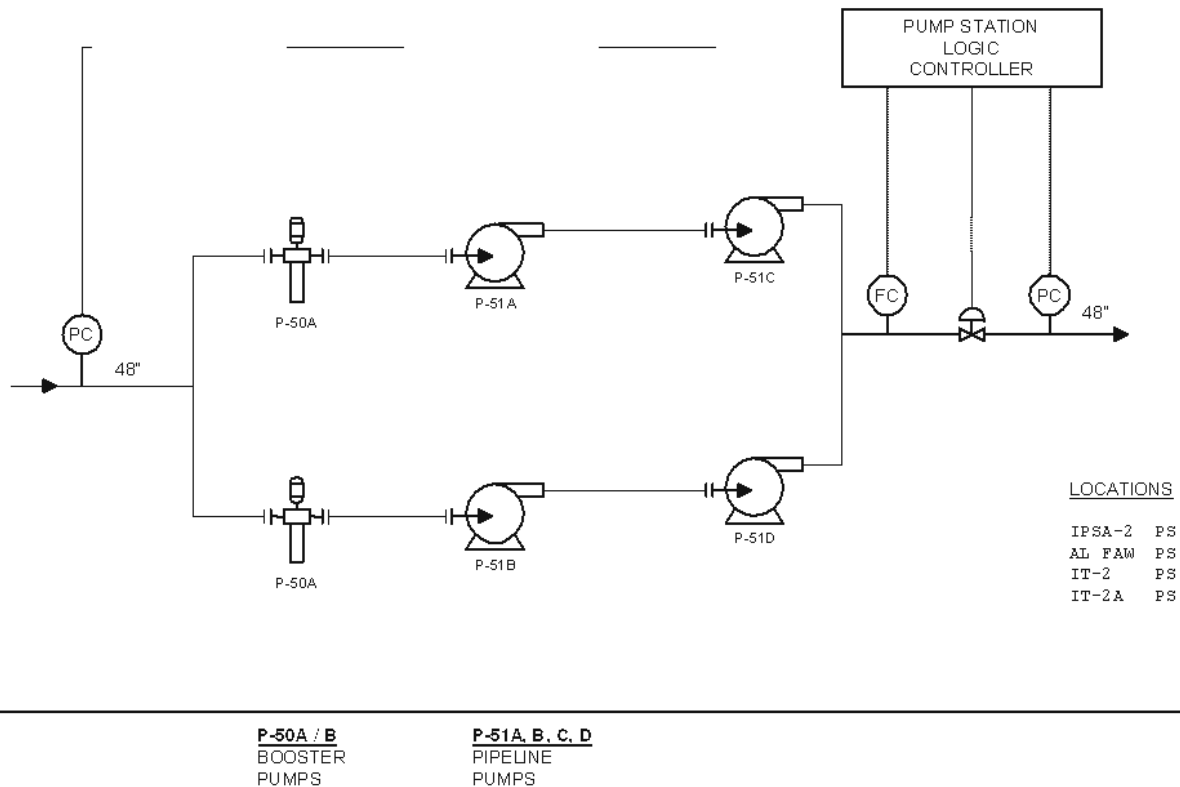 PUMP STATION
LOGIC
CONTROLLER
P-51C
P-51A
P-50A
FC
PC
48"
PC
48"
P-51D
P-51B
P-50A
LOCATIONS
IPSA-2 PS
AL FAW PS
IT-2 PS
IT-2A PS
P-50A / B
BOOSTER
PUMPS
P-51A, B, C, D
PIPELINE
PUMPS